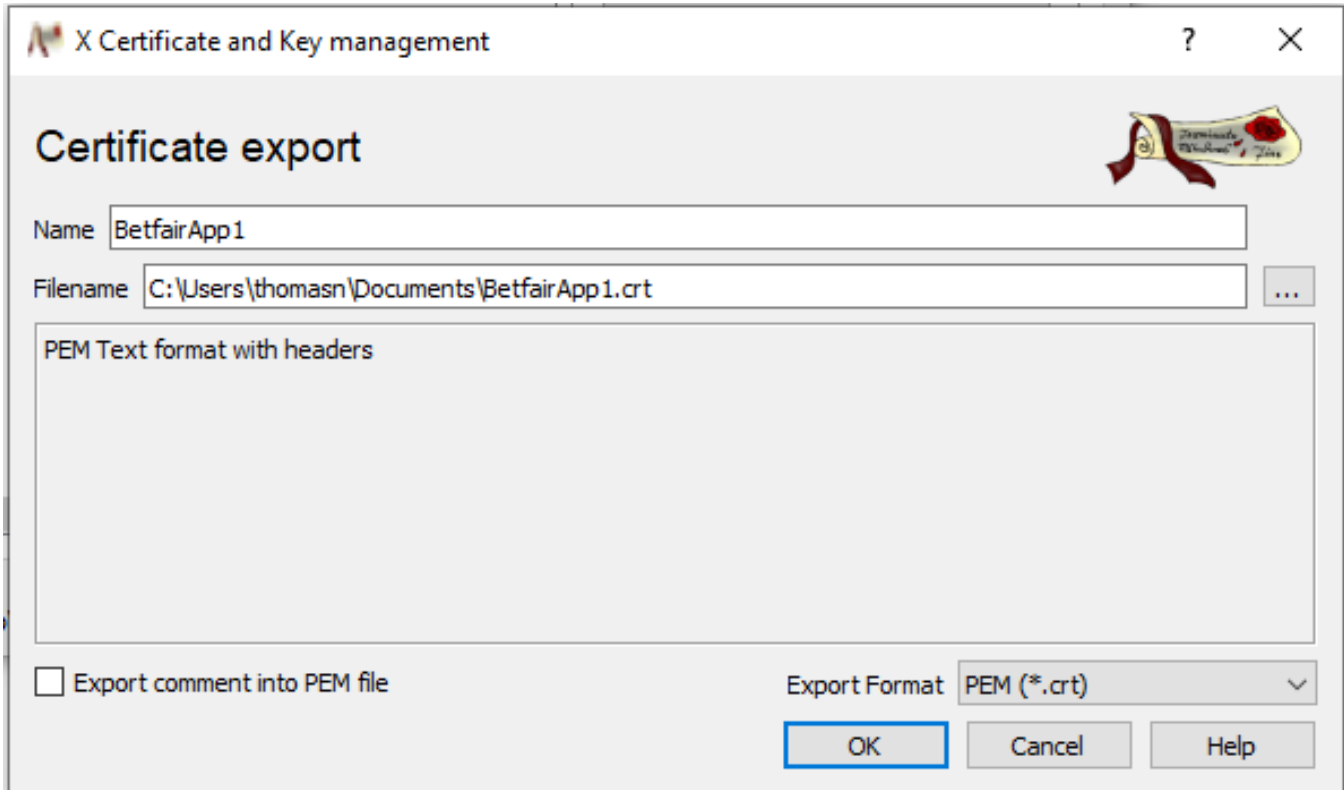 X Certificate and Key management
?
Certificate export
Name BetfairApp1
Filename C:\Users\thomasn\Documents\BetfairApp1.crt
...
PEM Text format with headers
Export comment into PEM file
Export Format PEM (*.crt)
OK Cancel Help